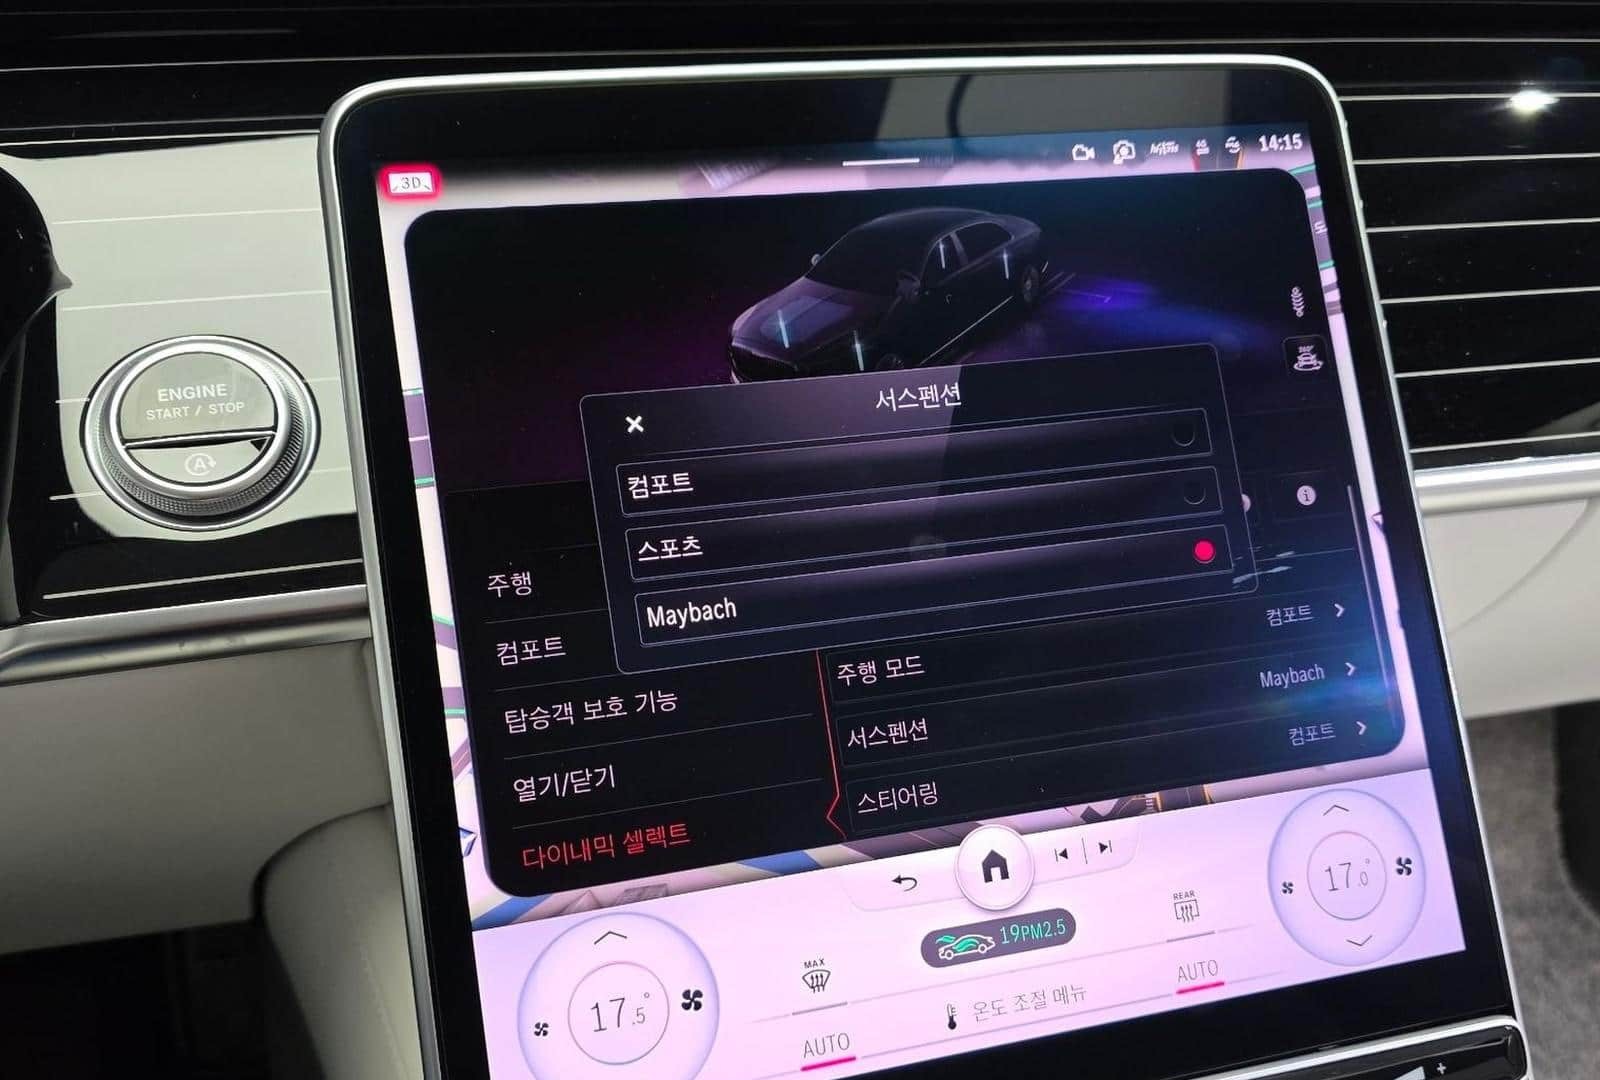 3D
14:15
360°
ENGINE
START / STOP
A
서스펜션
컴포트
스포츠
Maybach
주행
컴포트
탑승객 보호 기능
열기/닫기
다이내믹 셀렉트
주행 모드
컴포트
서스펜션
Maybach
스티어링
컴포트
17.5°
MAX
AUTO
19PM2.5
온도 조절 메뉴
REAR
AUTO
17.0°